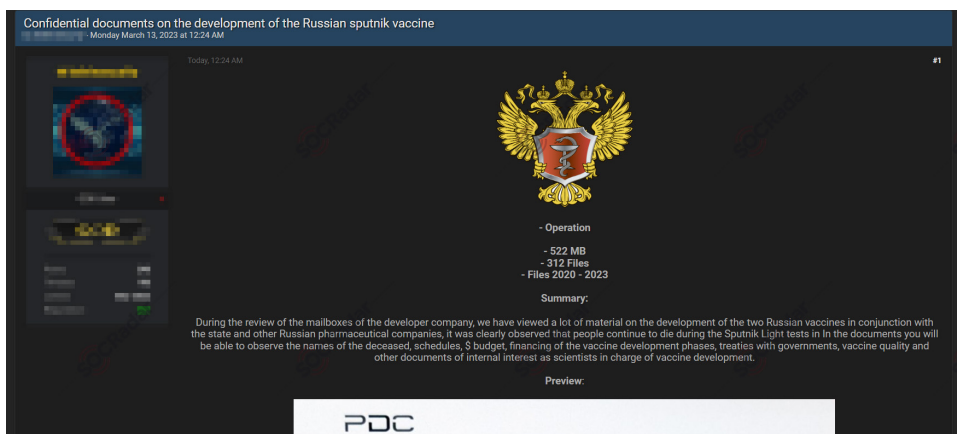 Confidential documents on the development of the Russian sputnik vaccine
- Monday March 13, 2023 at 12:24 AM
Today, 12:24 AM
#1
- Operation
- 522 MB
- 312 Files
- Files 2020 - 2023
Summary:
During the review of the mailboxes of the developer company, we have viewed a lot of material on the development of the two Russian vaccines in conjunction with
the state and other Russian pharmaceutical companies, it was clearly observed that people continue to die during the Sputnik Light tests in In the documents you will
be able to observe the names of the deceased, schedules, $ budget, financing of the vaccine development phases, treaties with governments, vaccine quality and
other documents of internal interest as scientists in charge of vaccine development.
Preview:
PDC
SOCRadar
SOCRadar
SOCRadar
SOCRadar
SOCRadar
SOCRadar